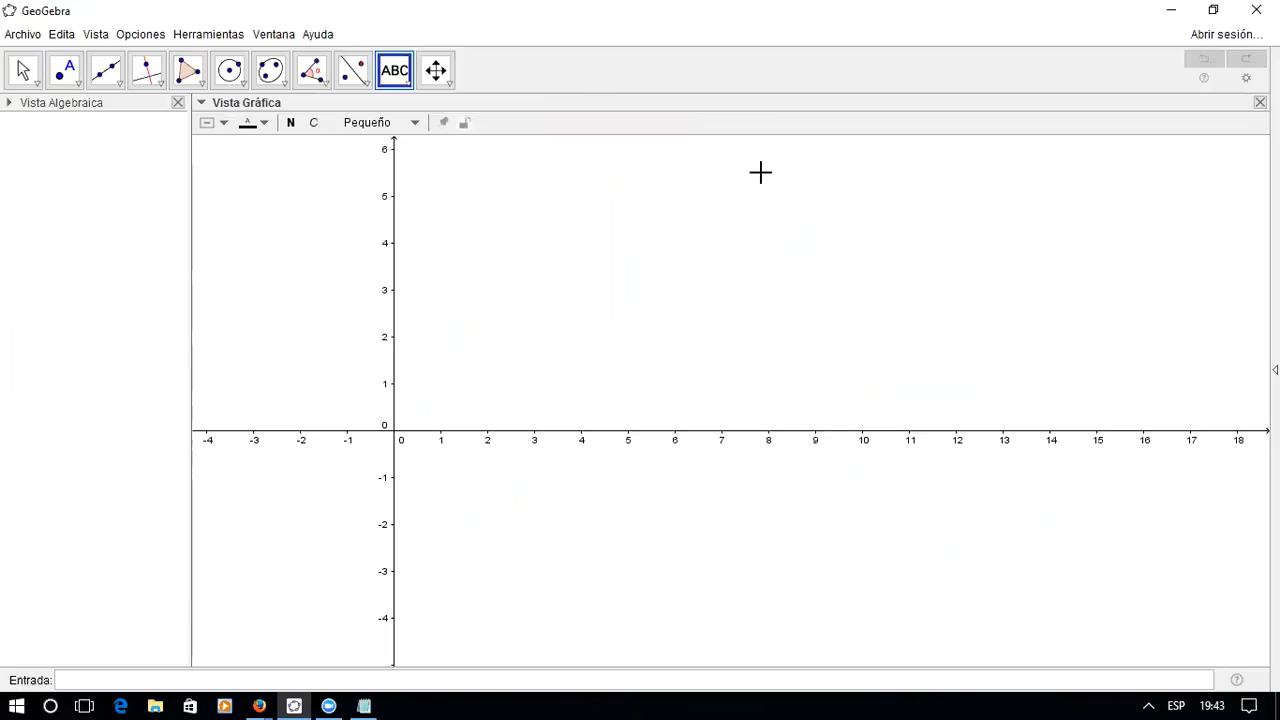 GeoGebra
Archivo Edita Vista Opciones Herramientas Ventana Ayuda Abrir sesión...
A ABC
Vista Algebraica Vista Gráfica
A N C Pequeño
6
5
4
3
2
1
0
-4 -3 -2 -1 0 1 2 3 4 5 6 7 8 9 10 11 12 13 14 15 16 17 18
-1
-2
-3
-4
Entrada:
ESP 19:43